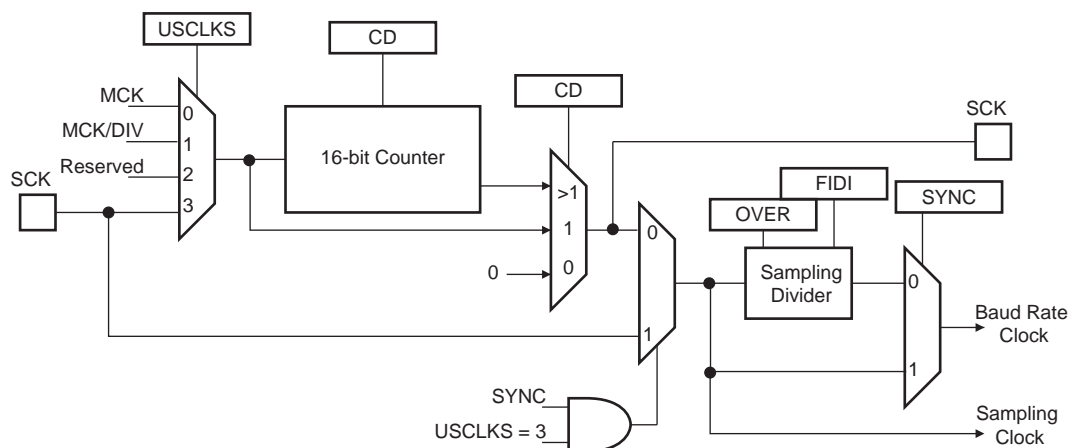 USCLKS
CD
CD
SCK
MCK
0
MCK/DIV
1
16-bit Counter
Reserved
2
SCK
3
>1
FIDI
OVER
SYNC
1
0
0
0
Sampling
Divider
0
Baud Rate
Clock
1
1
SYNC
USCLKS = 3
Sampling
Clock